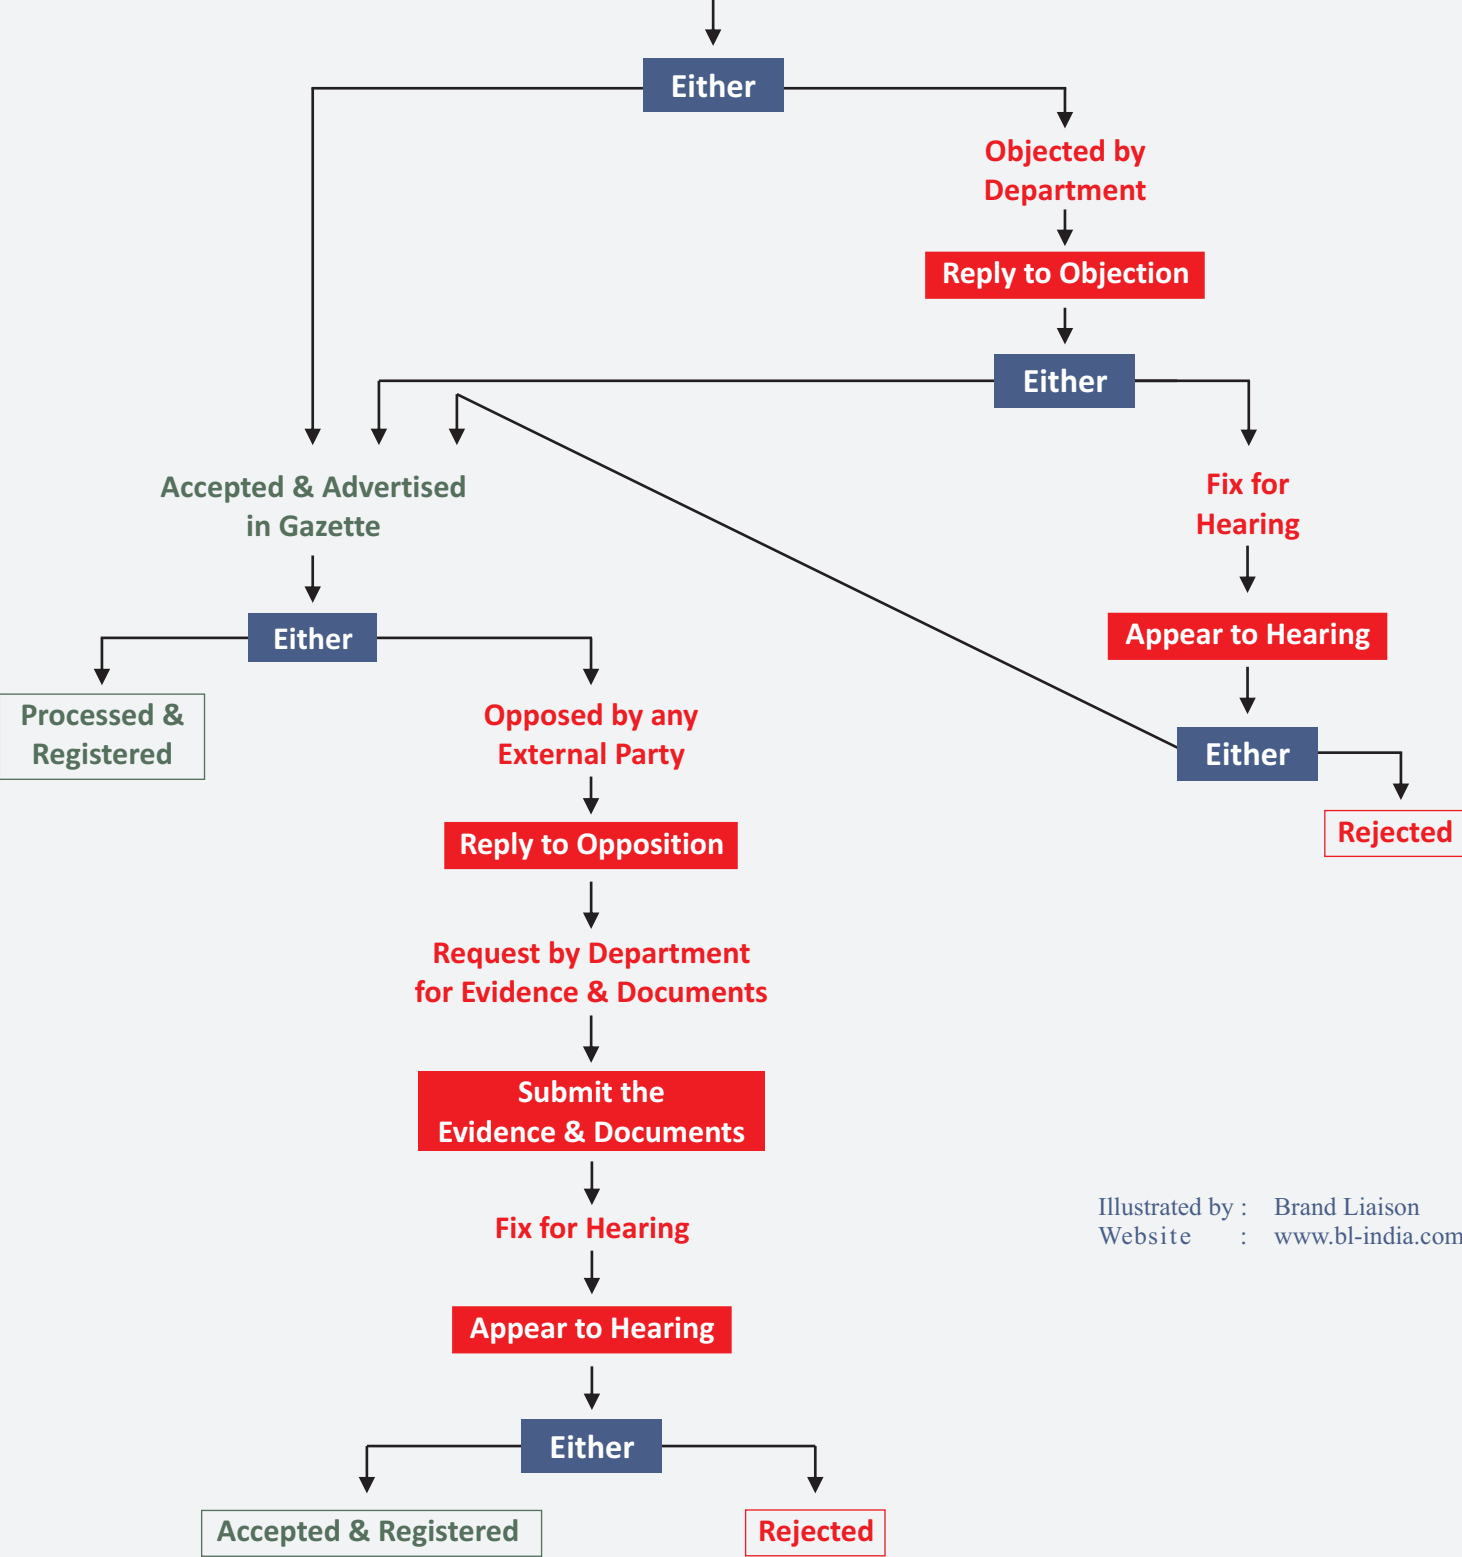 Either
Objected by
Department
Reply to Objection
Either
Accepted & Advertised
in Gazette
Fix for
Hearing
Either
Appear to Hearing
Processed &
Registered
Opposed by any
External Party
Either
Rejected
Reply to Opposition
Request by Department
for Evidence & Documents
Submit the
Evidence & Documents
Illustrated by : Brand Liaison
Website : www.bl-india.com
Fix for Hearing
Appear to Hearing
Either
Accepted & Registered
Rejected